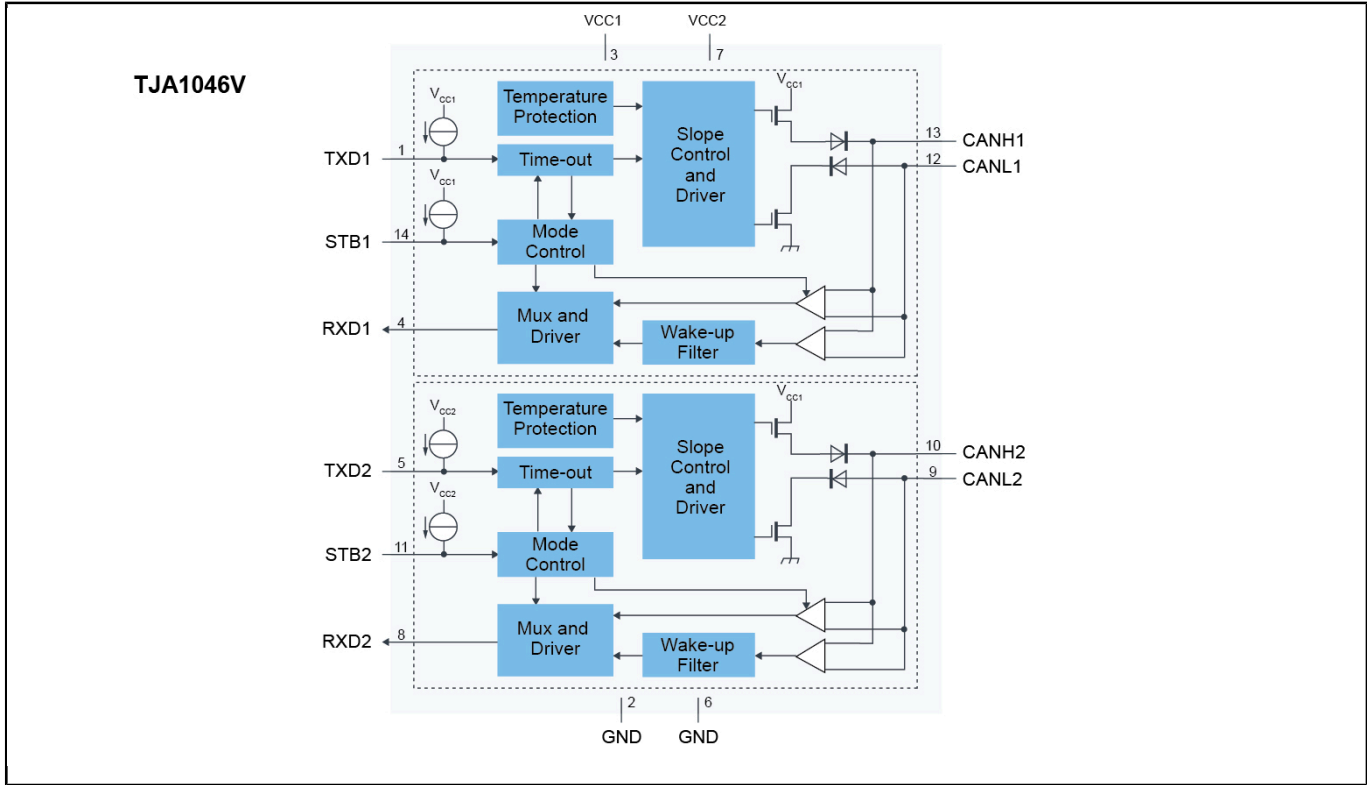 VCC1
VCC2
3
7
TJA1046V
VCC1
Temperature
Protection
Slope
Control
and
Driver
VCC1
TXD1
1
Time-out
13
CANH1
12
CANL1
VCC1
STB1
14
Mode
Control
RXD1
4
Mux and
Driver
Wake-up
Filter
VCC2
Temperature
Protection
Slope
Control
and
Driver
VCC1
TXD2
5
Time-out
10
CANH2
9
CANL2
VCC2
STB2
11
Mode
Control
RXD2
8
Mux and
Driver
Wake-up
Filter
2
6
GND
GND